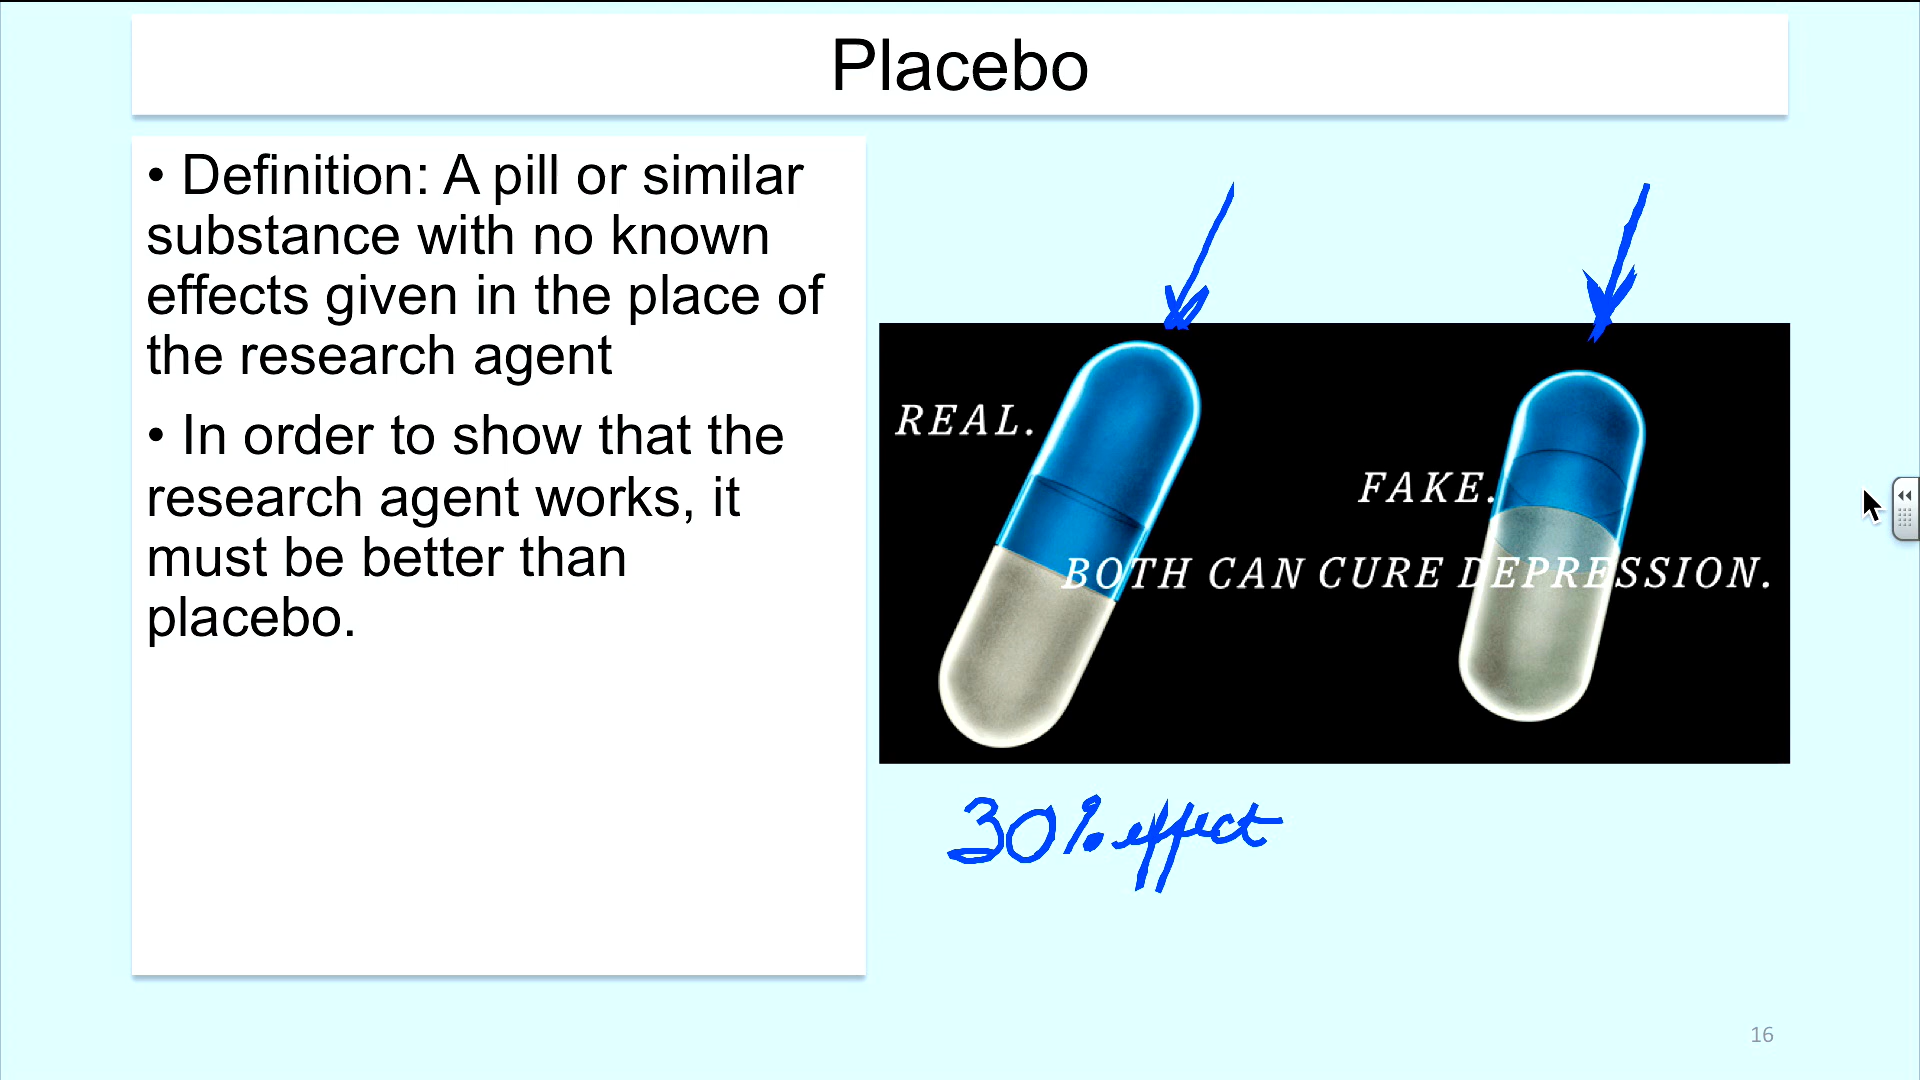 Placebo
• Definition: A pill or similar
substance with no known
effects given in the place of
the research agent
• In order to show that the
research agent works, it
must be better than
placebo.
REAL.
FAKE.
BOTH CAN CURE DEPRESSION.
30% effect
16